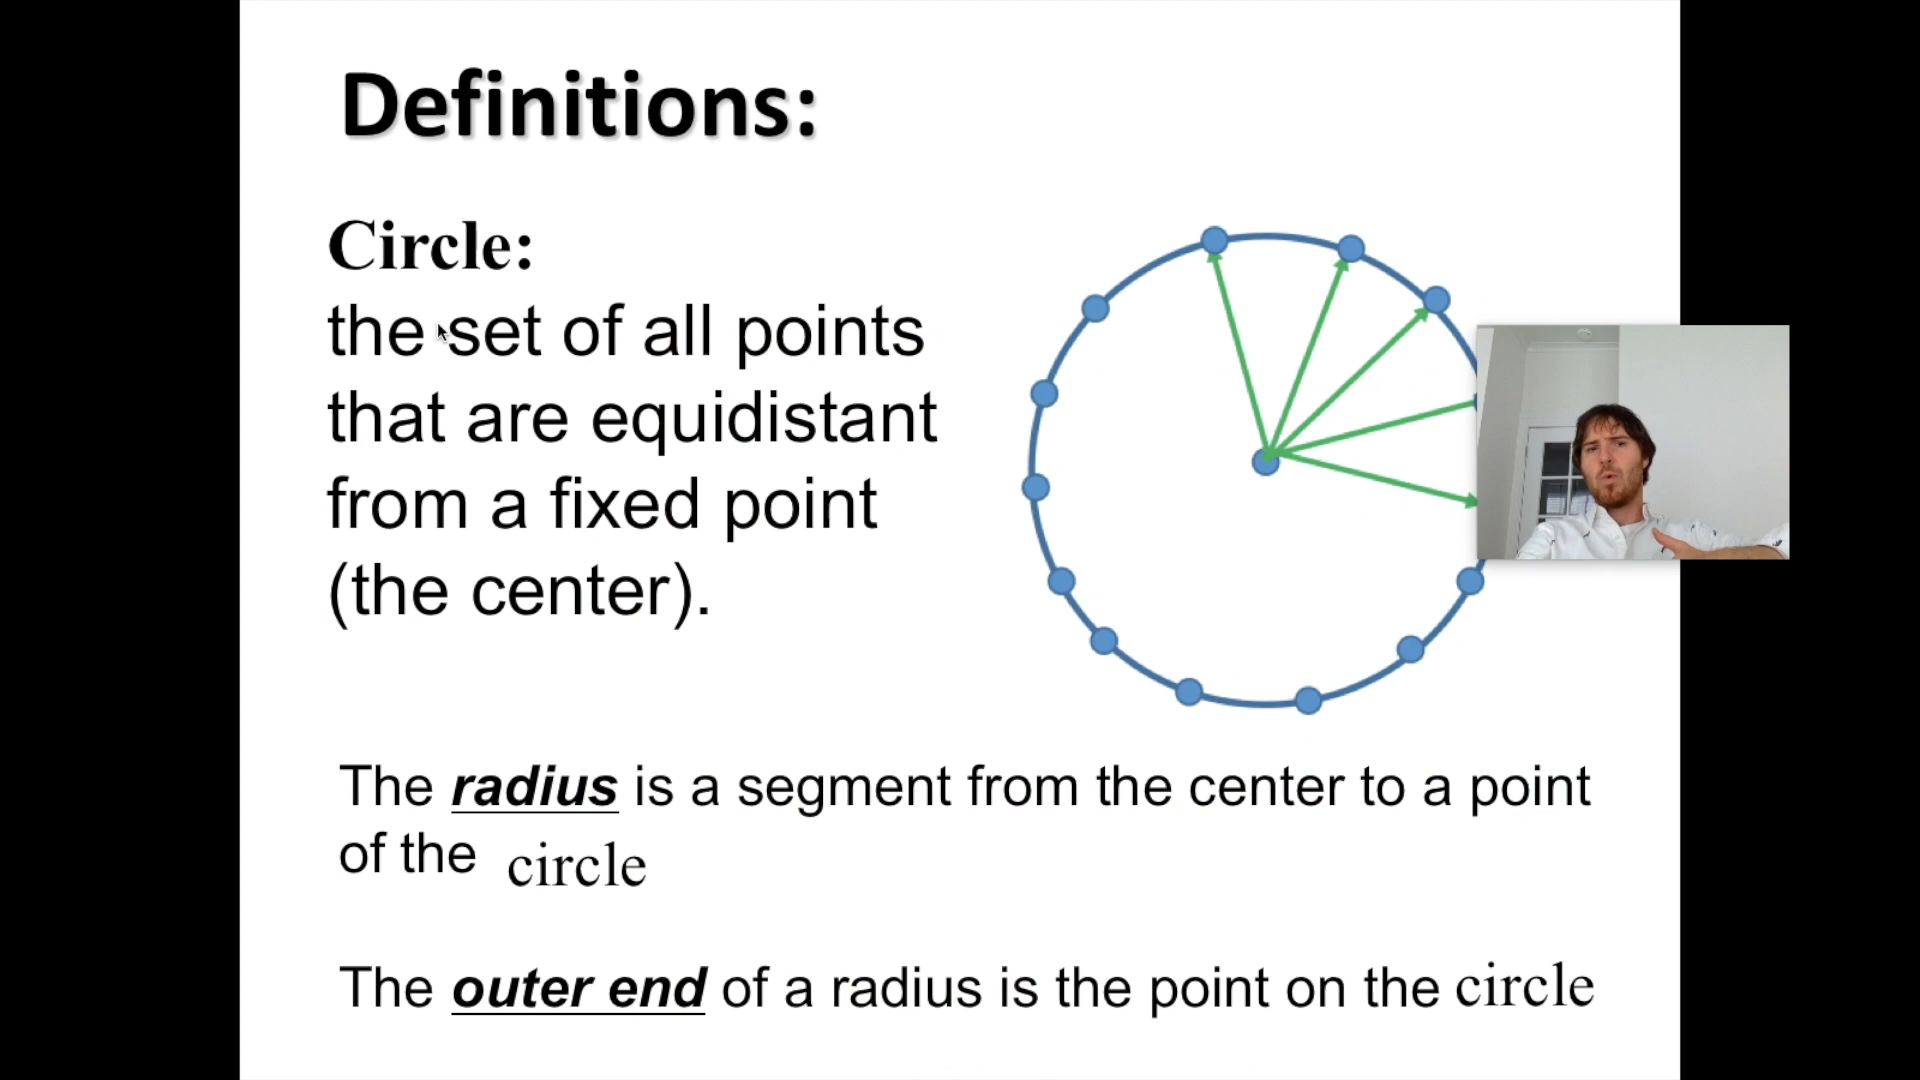 Definitions:
Circle:
the set of all points
that are equidistant
from a fixed point
(the center).
The radius is a segment from the center to a point
of the circle
The outer end of a radius is the point on the circle